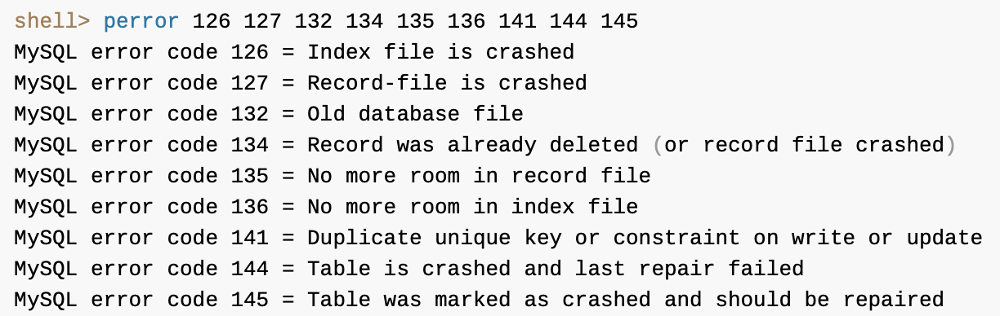 shell> perror 126 127 132 134 135 136 141 144 145
MySQL error code 126 = Index file is crashed
MySQL error code 127 = Record-file is crashed
MySQL error code 132 = Old database file
MySQL error code 134 = Record was already deleted (or record file crashed)
MySQL error code 135 = No more room in record file
MySQL error code 136 = No more room in index file
MySQL error code 141 = Duplicate unique key or constraint on write or update
MySQL error code 144 = Table is crashed and last repair failed
MySQL error code 145 = Table was marked as crashed and should be repaired